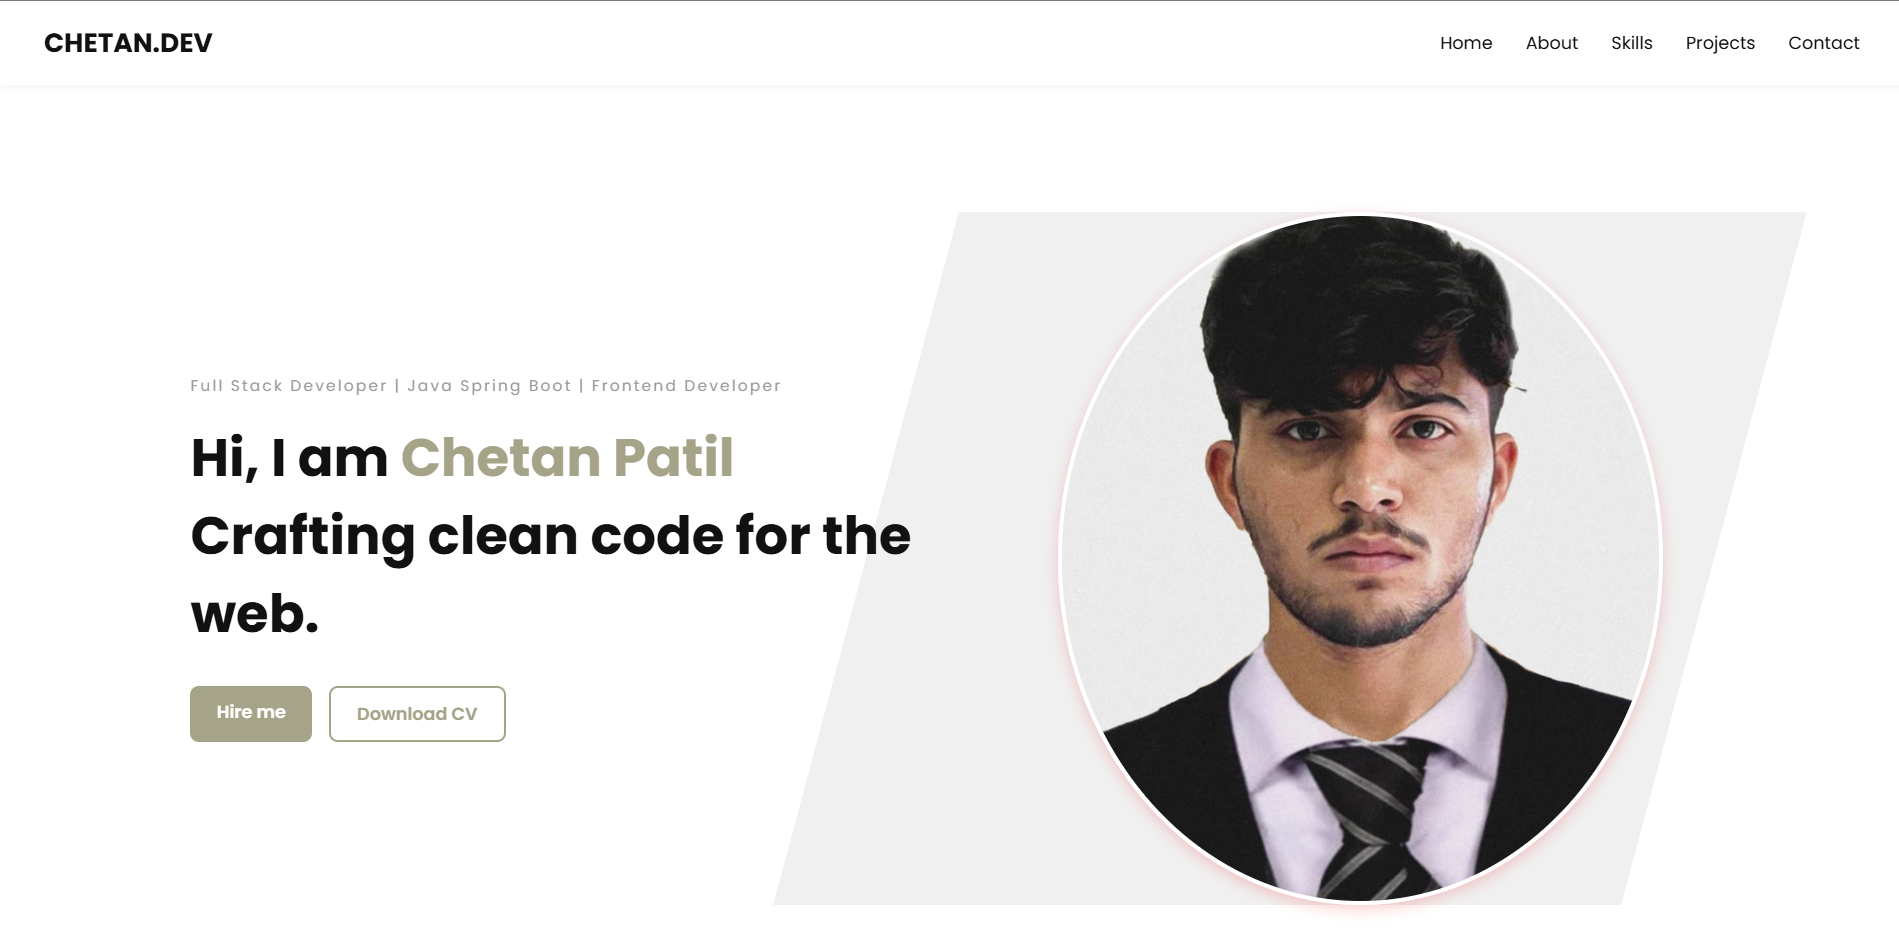 CHETAN.DEV
Home About Skills Projects Contact
Full Stack Developer | Java Spring Boot | Frontend Developer
Hi, I am Chetan Patil
Crafting clean code for the
web.
Hire me Download CV